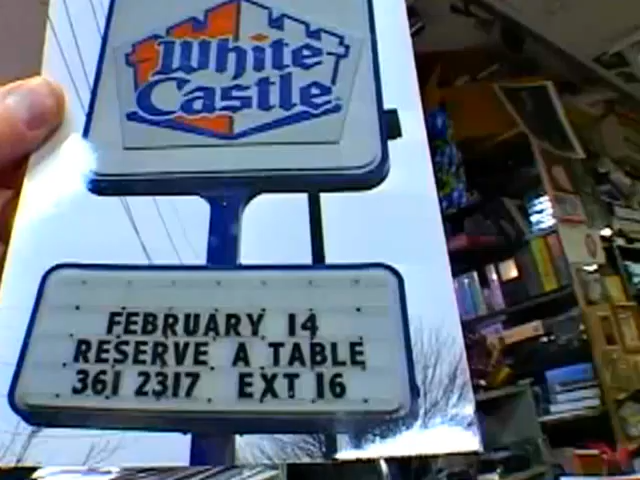 White
Castle
FEBRUARY 14
RESERVE A TABLE
361 2317 EXT 16